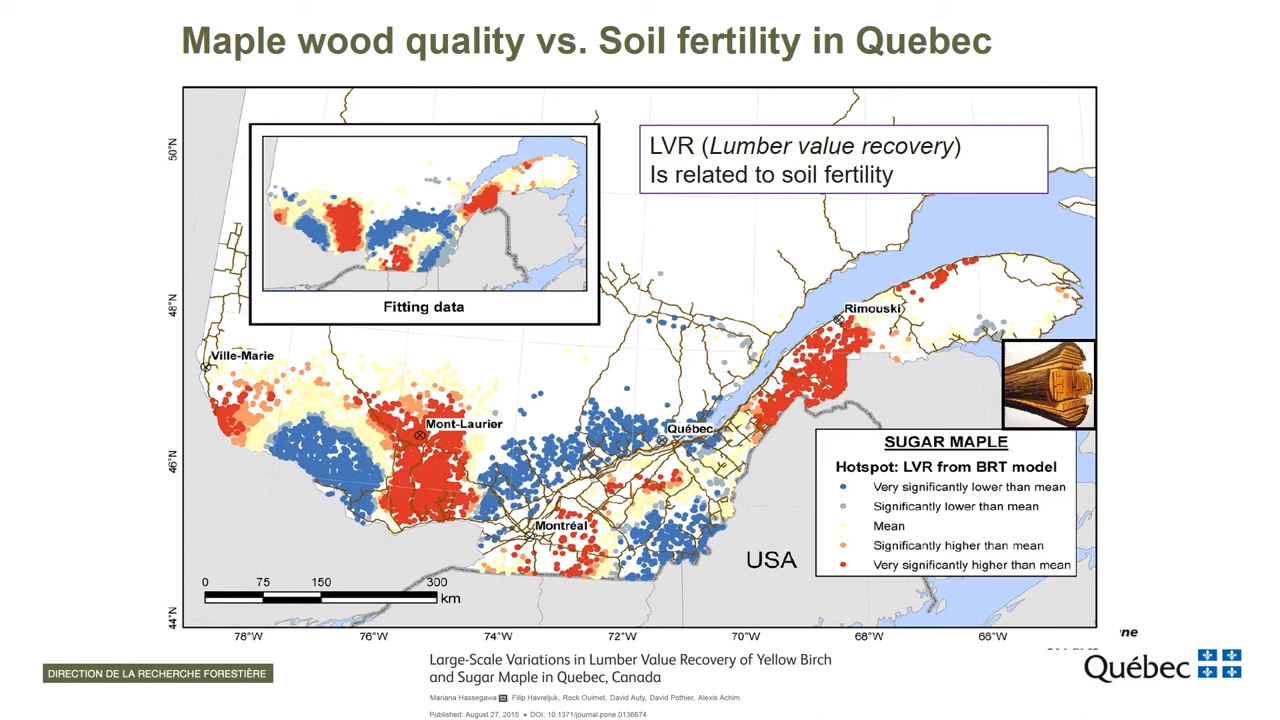 Maple wood quality vs. Soil fertility in Quebec
LVR (Lumber value recovery)
Is related to soil fertility
50°N
48°N
46°N
44°N
Fitting data
Rimouski
Ville-Marie
Mont-Laurier
Québec
Montréal
USA
SUGAR MAPLE
Hotspot: LVR from BRT model
Very significantly lower than mean
Significantly lower than mean
Mean
Significantly higher than mean
Very significantly higher than mean
0 75 150 300
km
78°W 76°W 74°W 72°W 70°W 68°W 66°W
DIRECTION DE LA RECHERCHE FORESTIÈRE
Large-Scale Variations in Lumber Value Recovery of Yellow Birch
and Sugar Maple in Quebec, Canada
Mariana Hassegawa, Filip Havreljuk, Rock Ouimet, David Auty, David Pothier, Alexis Achim
Published: August 27, 2015 • DOI: 10.1371/journal.pone.0136674
Québec